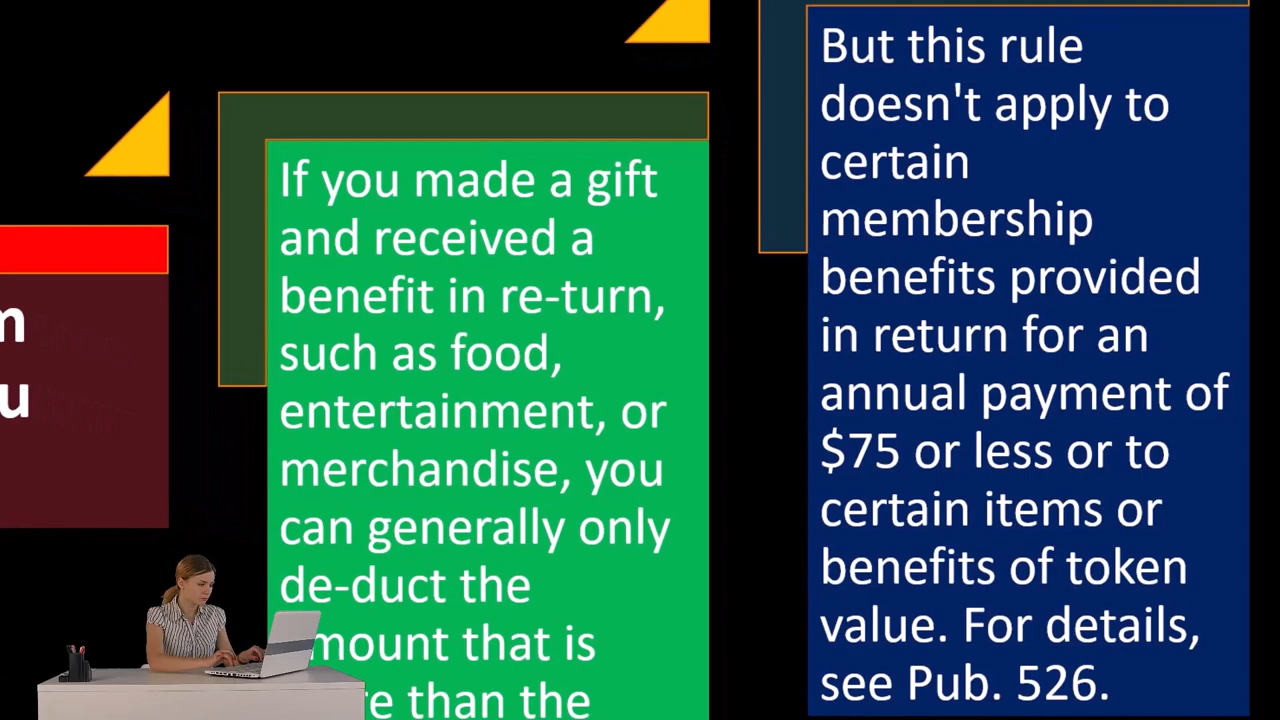 m
u
If you made a gift
and received a
benefit in re-turn,
such as food,
entertainment, or
merchandise, you
can generally only
de-duct the
mount that is
re than the
But this rule
doesn't apply to
certain
membership
benefits provided
in return for an
annual payment of
$75 or less or to
certain items or
benefits of token
value. For details,
see Pub. 526.